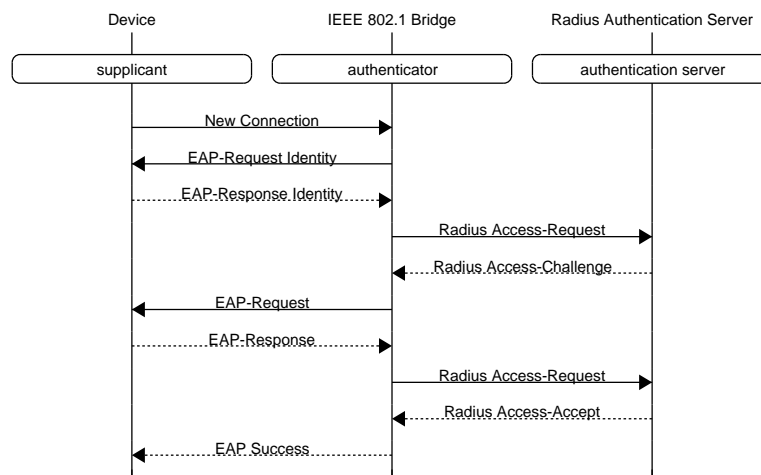 Device
IEEE 802.1 Bridge
Radius Authentication Server
supplicant
authenticator
authentication server
New Connection
EAP-Request Identity
EAP-Response Identity
Radius Access-Request
Radius Access-Challenge
EAP-Request
EAP-Response
Radius Access-Request
Radius Access-Accept
EAP Success